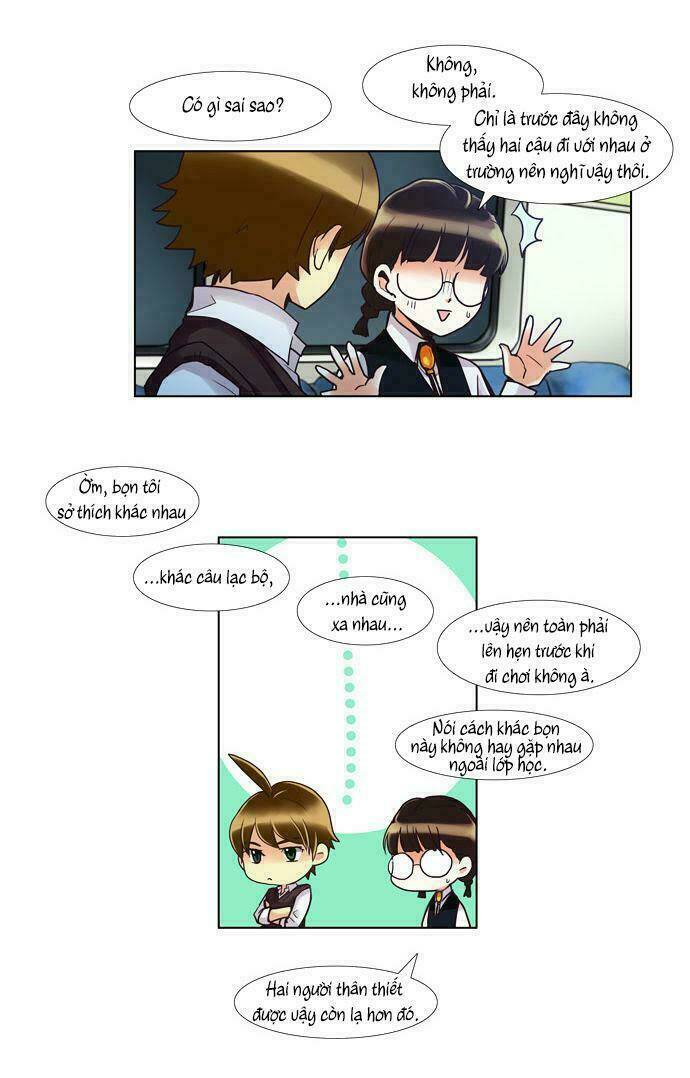 Có gì sai sao?
Không,
không phải.
Chỉ là trước đây không
thấy hai cậu đi với nhau ở
trường nên nghĩ vậy thôi.
Ờm, bọn tôi
sở thích khác nhau
...khác câu lạc bộ,
...nhà cũng
xa nhau...
...vậy nên toàn phải
lên hẹn trước khi
đi chơi không à.
Nói cách khác bọn
này không hay gặp nhau
ngoài lớp học.
Hai người thân thiết
được vậy còn lạ hơn đó.